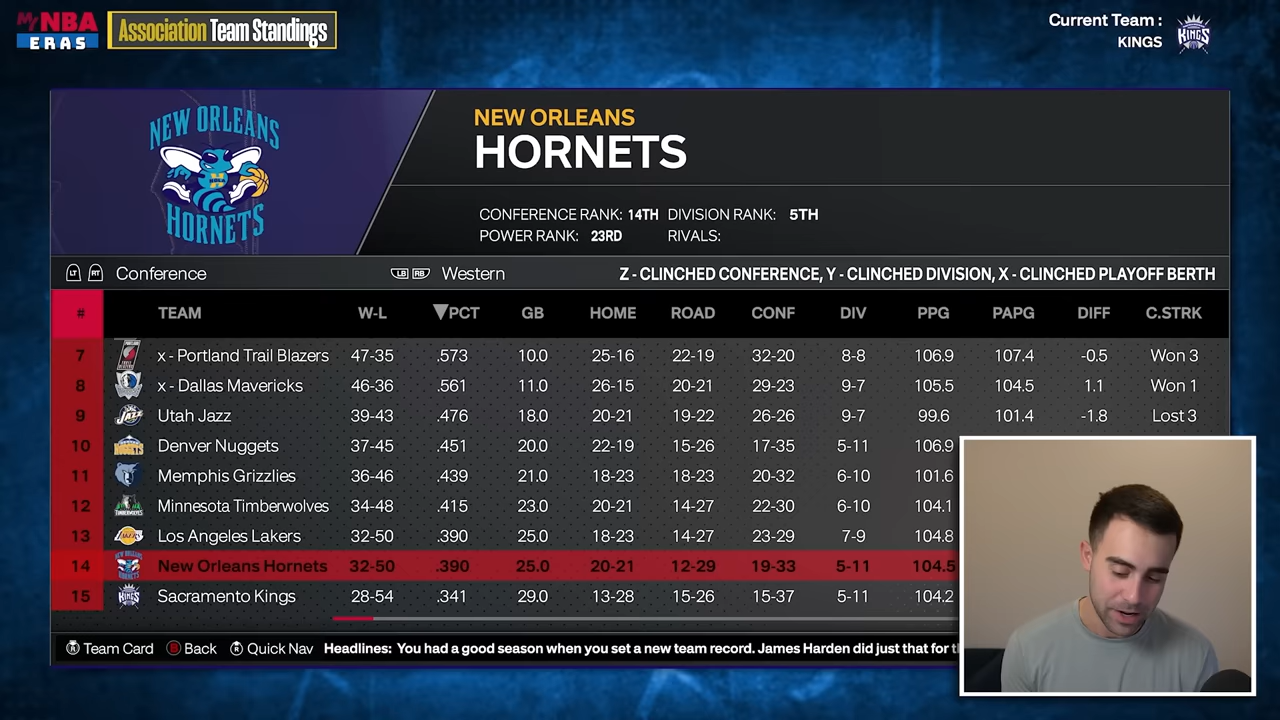 MyNBA ERAS
Association Team Standings
Current Team :
KINGS
KINGS
NEW ORLEANS
HORNETS
NEW ORLEANS
HORNETS
CONFERENCE RANK: 14TH DIVISION RANK: 5TH
POWER RANK: 23RD RIVALS:
LT RT Conference LB RB Western Z - CLINCHED CONFERENCE, Y - CLINCHED DIVISION, X - CLINCHED PLAYOFF BERTH
# TEAM W-L PCT GB HOME ROAD CONF DIV PPG PAPG DIFF C.STRK
7 x - Portland Trail Blazers 47-35 .573 10.0 25-16 22-19 32-20 8-8 106.9 107.4 -0.5 Won 3
8 x - Dallas Mavericks 46-36 .561 11.0 26-15 20-21 29-23 9-7 105.5 104.5 1.1 Won 1
9 Utah Jazz 39-43 .476 18.0 20-21 19-22 26-26 9-7 99.6 101.4 -1.8 Lost 3
10 Denver Nuggets 37-45 .451 20.0 22-19 15-26 17-35 5-11 106.9
11 Memphis Grizzlies 36-46 .439 21.0 18-23 18-23 20-32 6-10 101.6
12 Minnesota Timberwolves 34-48 .415 23.0 20-21 14-27 22-30 6-10 104.1
13 Los Angeles Lakers 32-50 .390 25.0 18-23 14-27 23-29 7-9 104.8
14 New Orleans Hornets 32-50 .390 25.0 20-21 12-29 19-33 5-11 104.5
15 Sacramento Kings 28-54 .341 29.0 13-28 15-26 15-37 5-11 104.2
R Team Card B Back R Quick Nav Headlines: You had a good season when you set a new team record. James Harden did just that for